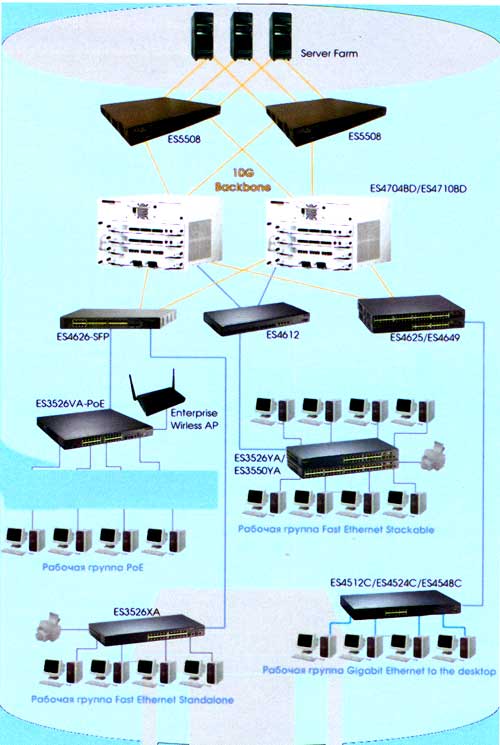 Server Farm
ES5508
ES5508
10G
Backbone
ES4704BD/ES4710BD
ES4626-SFP
ES4612
ES4625/ES4649
ES3526VA-PoE
Enterprise
Wirless AP
ES3526YA/
ES3550YA
Рабочая группа Fast Ethernet Stackable
Рабочая группа PoE
ES4512C/ES4524C/ES4548C
ES3526XA
Рабочая группа Gigabit Ethernet to the desktop
Рабочая группа Fast Ethernet Standalone